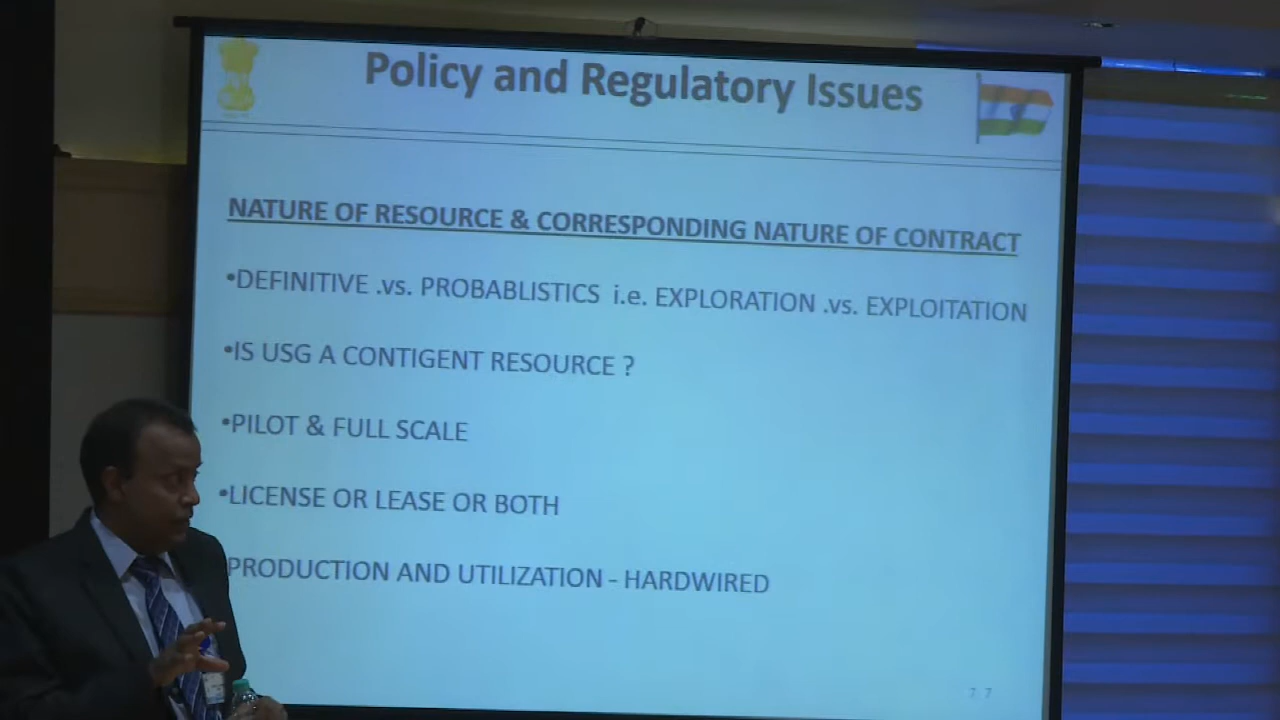 Policy and Regulatory Issues
NATURE OF RESOURCE & CORRESPONDING NATURE OF CONTRACT
•DEFINITIVE .vs. PROBABLISTICS i.e. EXPLORATION .vs. EXPLOITATION
•IS USG A CONTIGENT RESOURCE ?
•PILOT & FULL SCALE
•LICENSE OR LEASE OR BOTH
PRODUCTION AND UTILIZATION - HARDWIRED
77